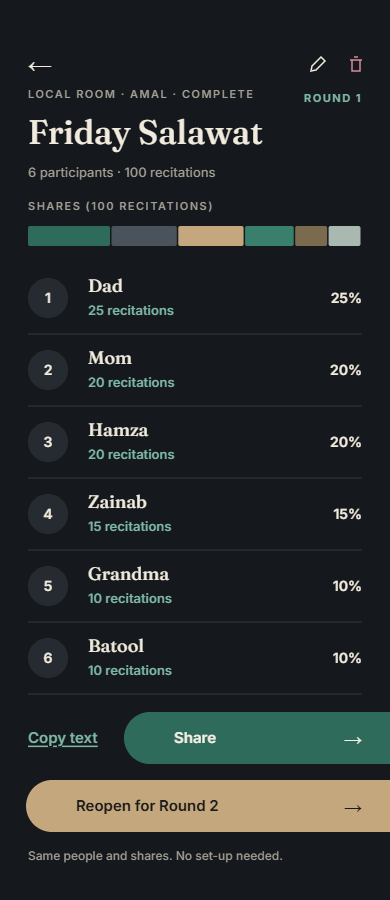 LOCAL ROOM · AMAL · COMPLETE
ROUND 1
Friday Salawat
6 participants · 100 recitations
SHARES (100 RECITATIONS)
1
Dad
25 recitations
25%
2
Mom
20 recitations
20%
3
Hamza
20 recitations
20%
4
Zainab
15 recitations
15%
5
Grandma
10 recitations
10%
6
Batool
10 recitations
10%
Copy text
Share →
Reopen for Round 2 →
Same people and shares. No set-up needed.